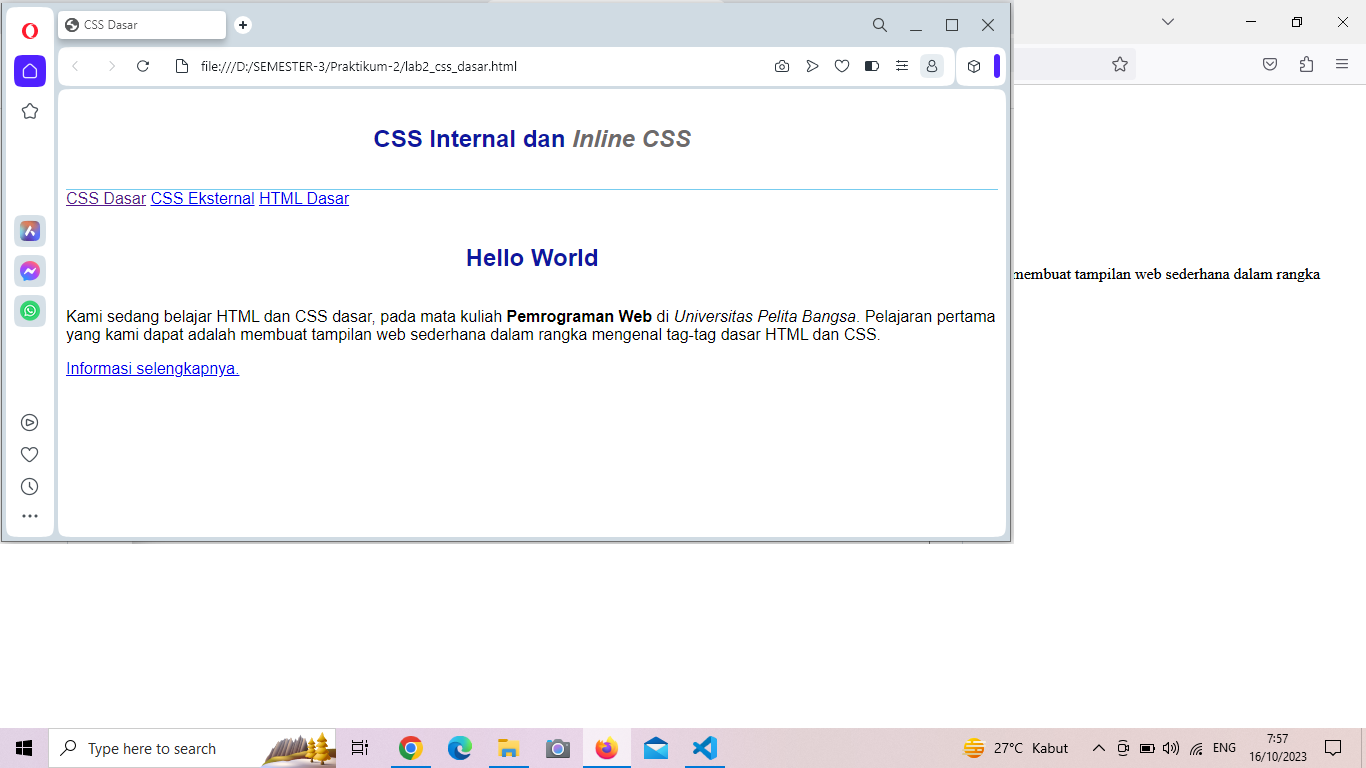 CSS Dasar
file:///D:/SEMESTER-3/Praktikum-2/lab2_css_dasar.html
CSS Internal dan Inline CSS
CSS Dasar CSS Eksternal HTML Dasar
Hello World
Kami sedang belajar HTML dan CSS dasar, pada mata kuliah Pemrograman Web di Universitas Pelita Bangsa. Pelajaran pertama
yang kami dapat adalah membuat tampilan web sederhana dalam rangka mengenal tag-tag dasar HTML dan CSS.
Informasi selengkapnya.
membuat tampilan web sederhana dalam rangka
Type here to search
27°C Kabut
ENG
7:57
16/10/2023